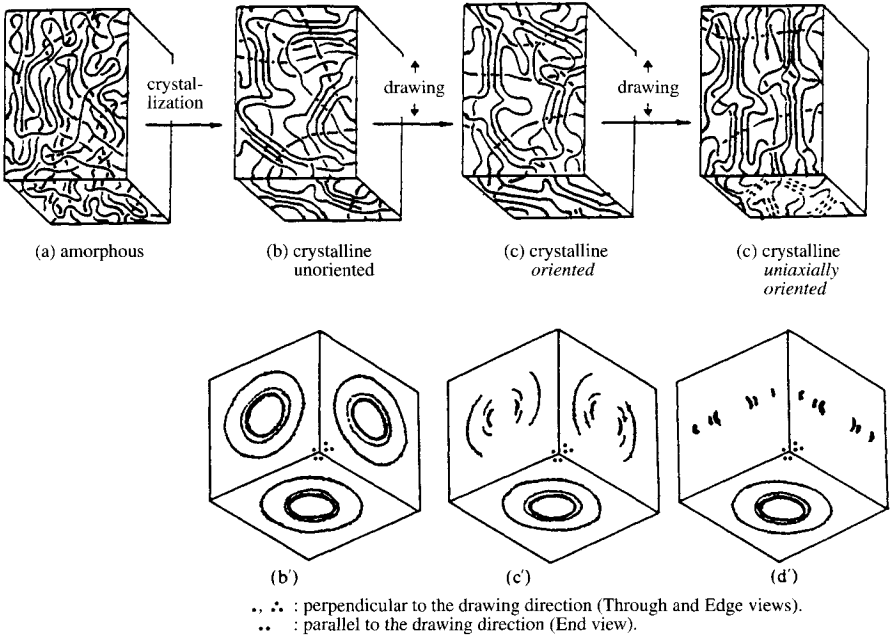 crystal-
lization
drawing
drawing
(a) amorphous
(b) crystalline
unoriented
(c) crystalline
oriented
(c) crystalline
uniaxially
oriented
(b′)
(c′)
(d′)
., ∴ : perpendicular to the drawing direction (Through and Edge views).
.. : parallel to the drawing direction (End view).